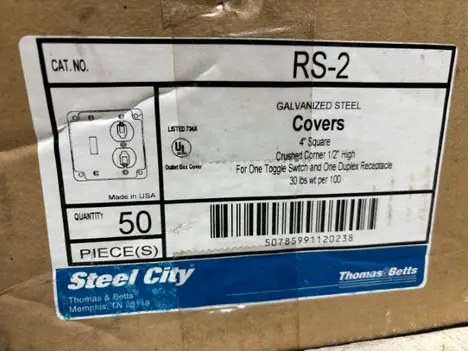 CAT. NO.
RS-2
GALVANIZED STEEL
Covers
4" Square
Crushed Corner 1/2" High
For One Toggle Switch and One Duplex Receptacle
30 lbs wt per 100
LISTED 736A
UL
Outlet Box Cover
Made in USA
QUANTITY 50
PIECE(S)
50785991120238
Steel City
Thomas & Betts
Memphis, TN 38119
Thomas&Betts